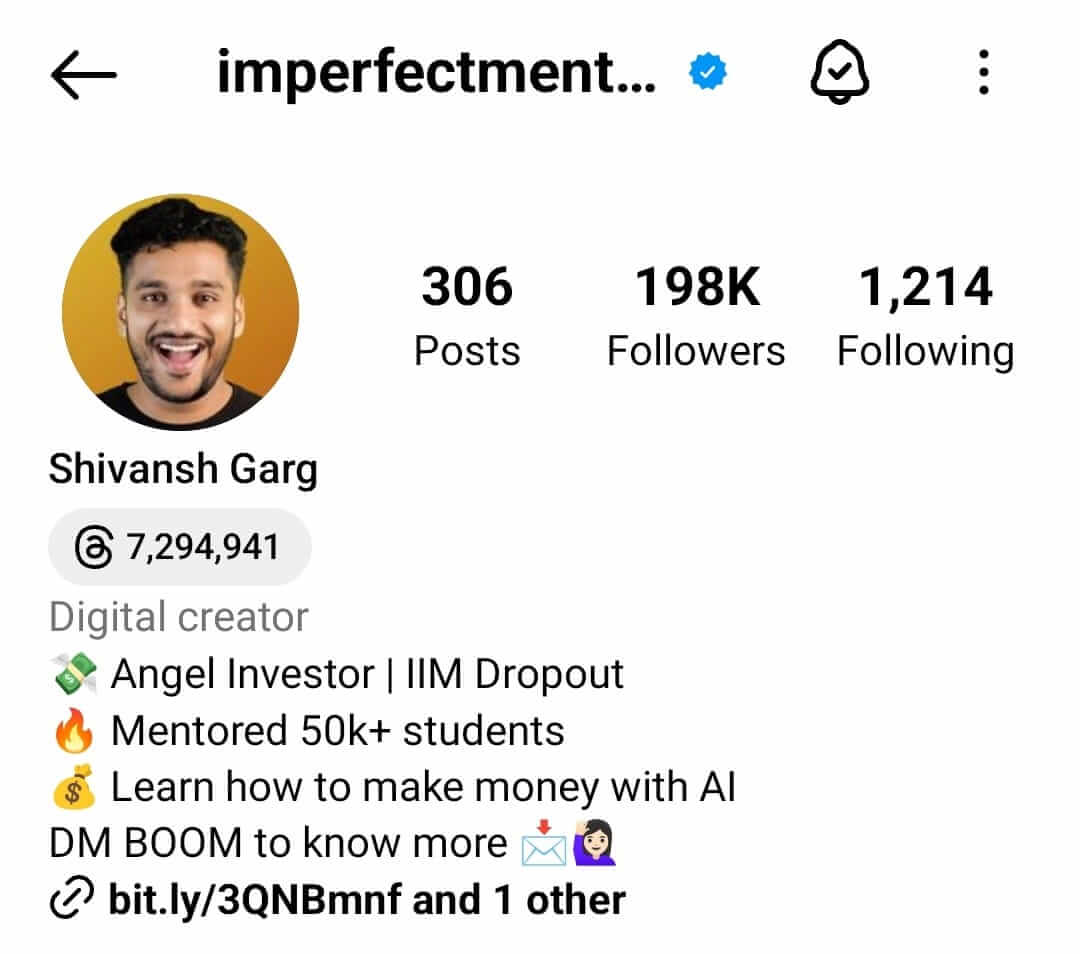 imperfectment...
306
Posts
198K
Followers
1,214
Following
Shivansh Garg
7,294,941
Digital creator
💸 Angel Investor | IIM Dropout
🔥 Mentored 50k+ students
💰 Learn how to make money with AI
DM BOOM to know more 📩🙋🏻‍♀️
bit.ly/3QNBmnf and 1 other